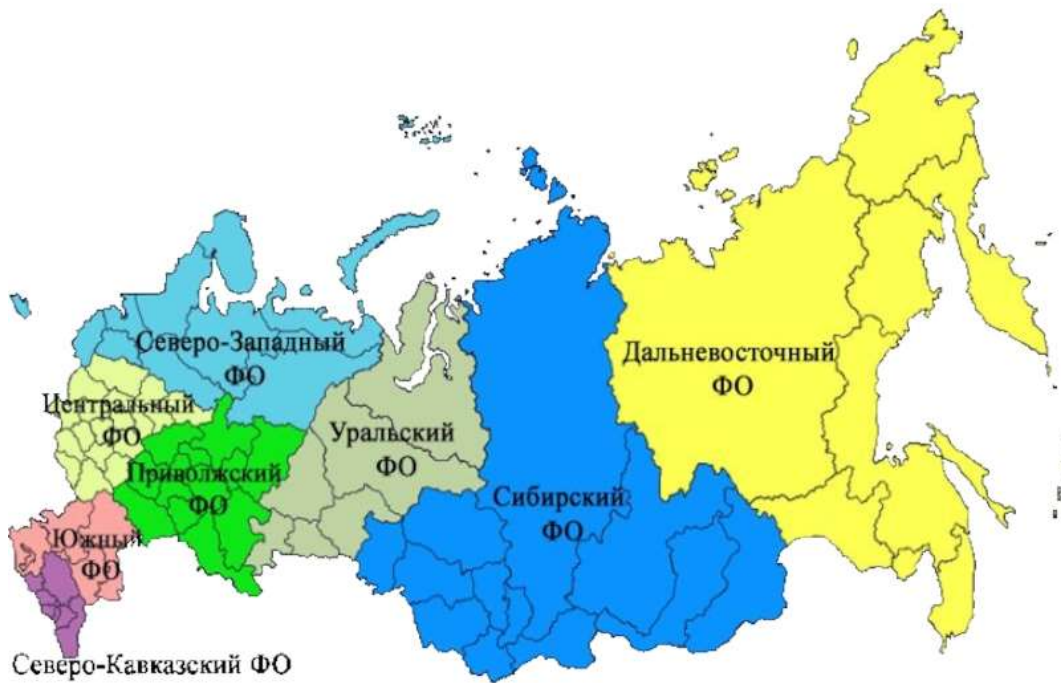 Северо-Западный
ФО
Дальневосточный
ФО
Центральный
ФО
Уральский
ФО
Приволжский
ФО
Сибирский
ФО
Южный
ФО
Северо-Кавказский ФО